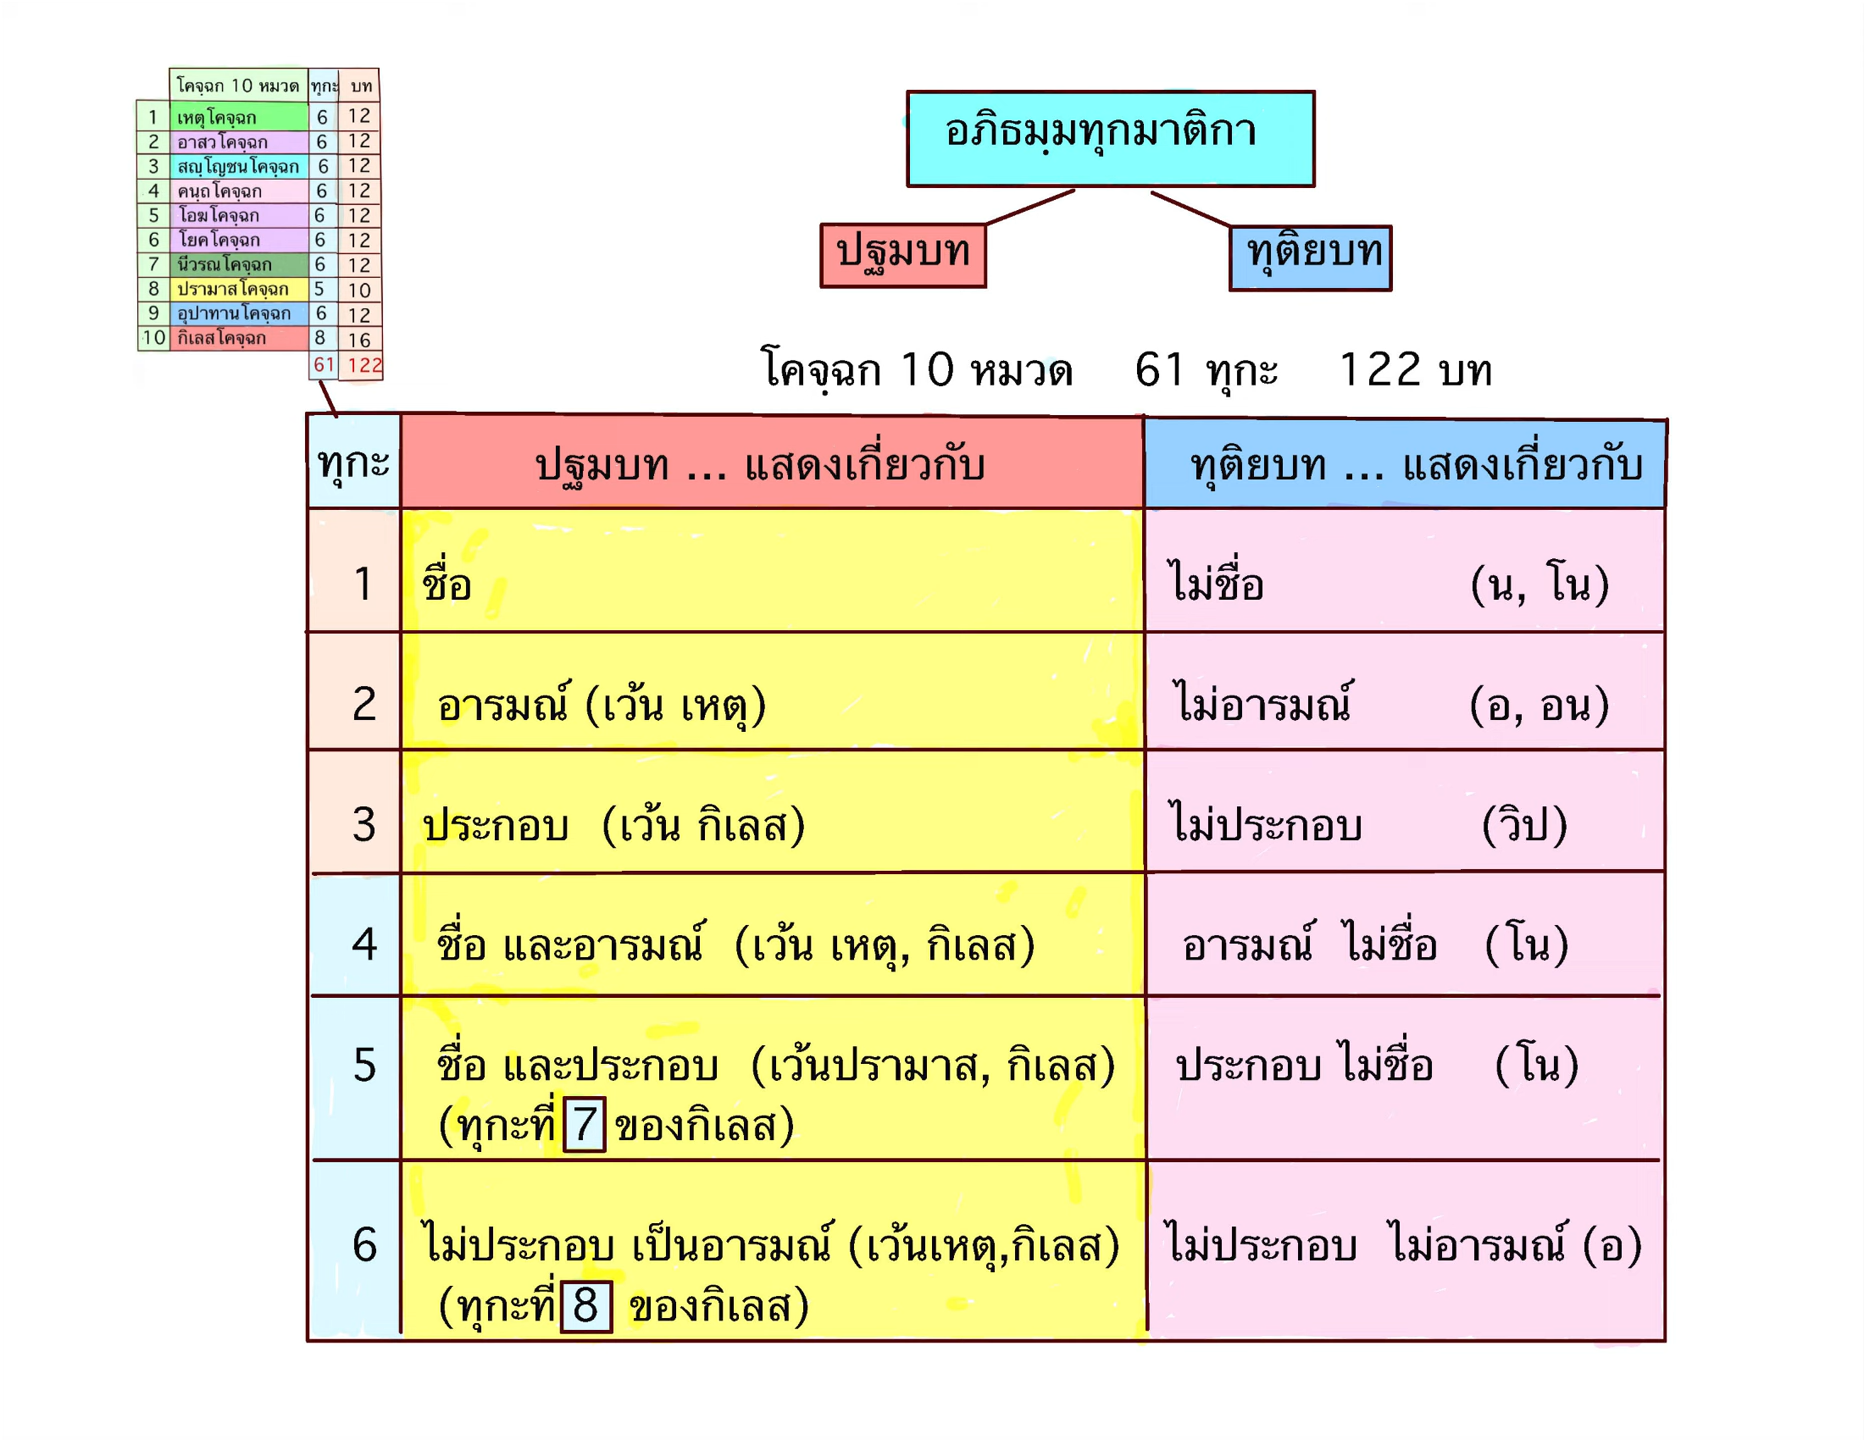 โคจฺฉก 10 หมวด ทุกะ บท
1 เหตุโคจฺฉก 6 12
2 อาสวโคจฺฉก 6 12
3 สญฺโญชนโคจฺฉก 6 12
4 คนฺถโคจฺฉก 6 12
5 โอฆโคจฺฉก 6 12
6 โยคโคจฺฉก 6 12
7 นีวรณโคจฺฉก 6 12
8 ปรามาสโคจฺฉก 5 10
9 อุปาทานโคจฺฉก 6 12
10 กิเลสโคจฺฉก 8 16
61 122
อภิธมฺมทุกมาติกา
ปฐมบท ทุติยบท
โคจฺฉก 10 หมวด 61 ทุกะ 122 บท
ทุกะ ปฐมบท ... แสดงเกี่ยวกับ ทุติยบท ... แสดงเกี่ยวกับ
1 ชื่อ ไม่ชื่อ (น, โน)
2 อารมณ์ (เว้น เหตุ) ไม่อารมณ์ (อ, อน)
3 ประกอบ (เว้น กิเลส) ไม่ประกอบ (วิป)
4 ชื่อ และอารมณ์ (เว้น เหตุ, กิเลส) อารมณ์ ไม่ชื่อ (โน)
5 ชื่อ และประกอบ (เว้นปรามาส, กิเลส) ประกอบ ไม่ชื่อ (โน)
(ทุกะที่ 7 ของกิเลส)
6 ไม่ประกอบ เป็นอารมณ์ (เว้นเหตุ,กิเลส) ไม่ประกอบ ไม่อารมณ์ (อ)
(ทุกะที่ 8 ของกิเลส)